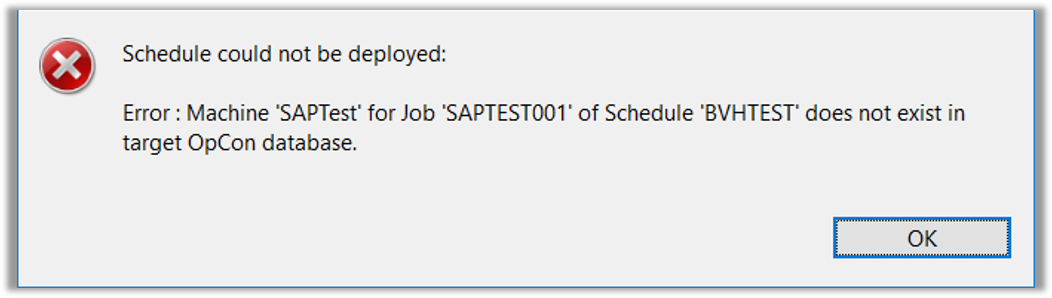 Schedule could not be deployed:
Error : Machine 'SAPTest' for Job 'SAPTEST001' of Schedule 'BVHTEST' does not exist in
target OpCon database.
OK